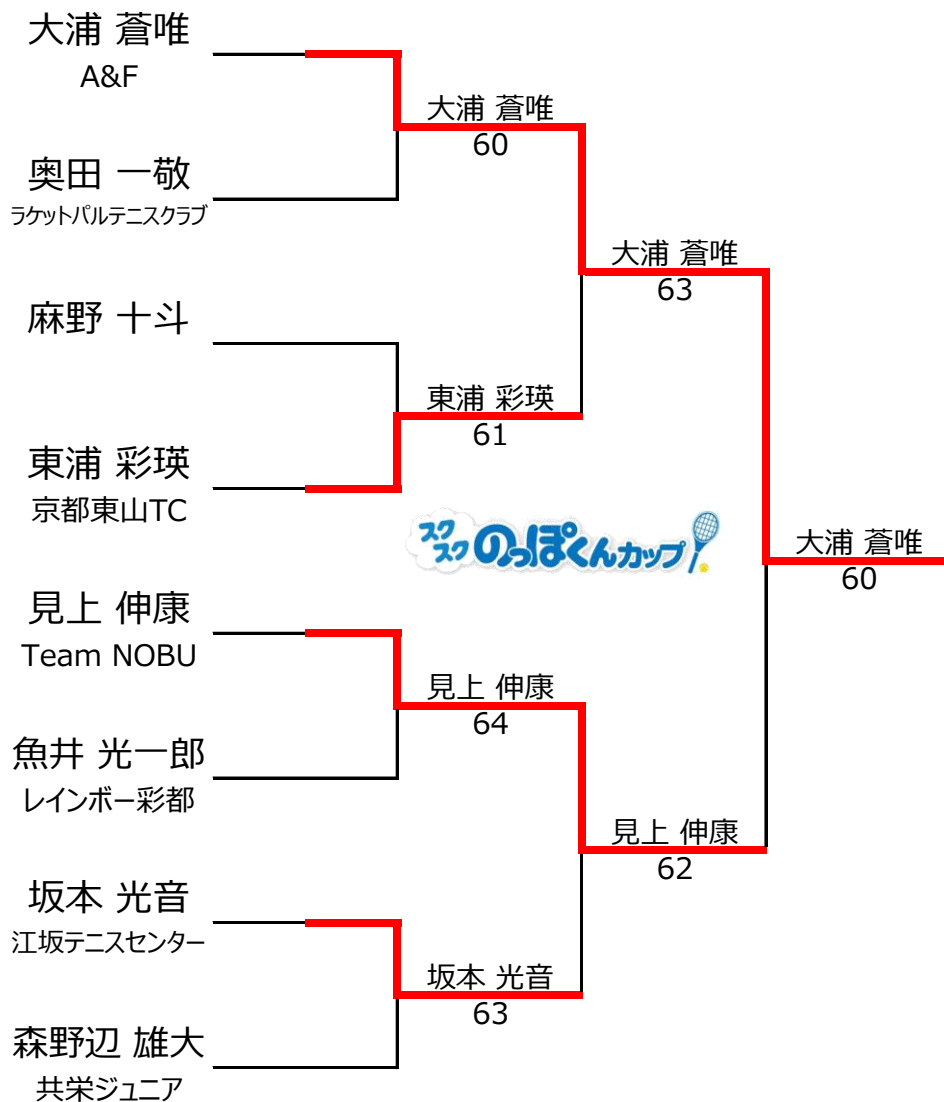 大浦 蒼唯
A&F
大浦 蒼唯
60
奥田 一敬
ラケットパルテニスクラブ
大浦 蒼唯
63
麻野 十斗
東浦 彩瑛
61
東浦 彩瑛
京都東山TC
スクスク のっぽくんカップ
大浦 蒼唯
60
見上 伸康
Team NOBU
見上 伸康
64
魚井 光一郎
レインボー彩都
見上 伸康
62
坂本 光音
江坂テニスセンター
坂本 光音
63
森野辺 雄大
共栄ジュニア